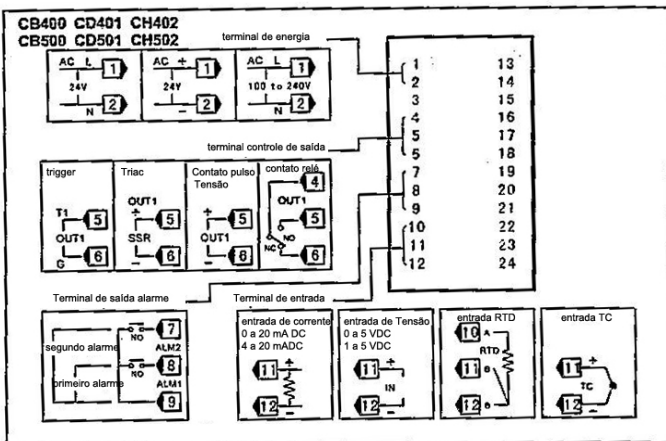 CB400 CD401 CH402
CB500 CD501 CH502
terminal de energia
AC L 1
24V
N 2
AC + 1
24V
- 2
AC L 1
100 to 240V
N 2
1 13
2 14
3 15
4 16
5 17
6 18
7 19
8 20
9 21
10 22
11 23
12 24
terminal controle de saída
trigger
T1 5
OUT1
G 6
Triac
OUT1
+ 5
SSR
- 6
Contato pulso
Tensão
+ 5
OUT1
- 6
contato relé
4
OUT1
5
NO
NC
6
Terminal de saída alarme
7
NO
ALM2
segundo alarme
8
NO
primeiro alarme
ALM1
9
Terminal de entrada
entrada de corrente
0 a 20 mA DC
4 a 20 mADC
11 +
12 -
entrada de Tensão
0 a 5 VDC
1 a 5 VDC
11 +
IN
12 -
entrada RTD
10 A
RTD
11 B
12 B
entrada TC
11 +
TC
12 -